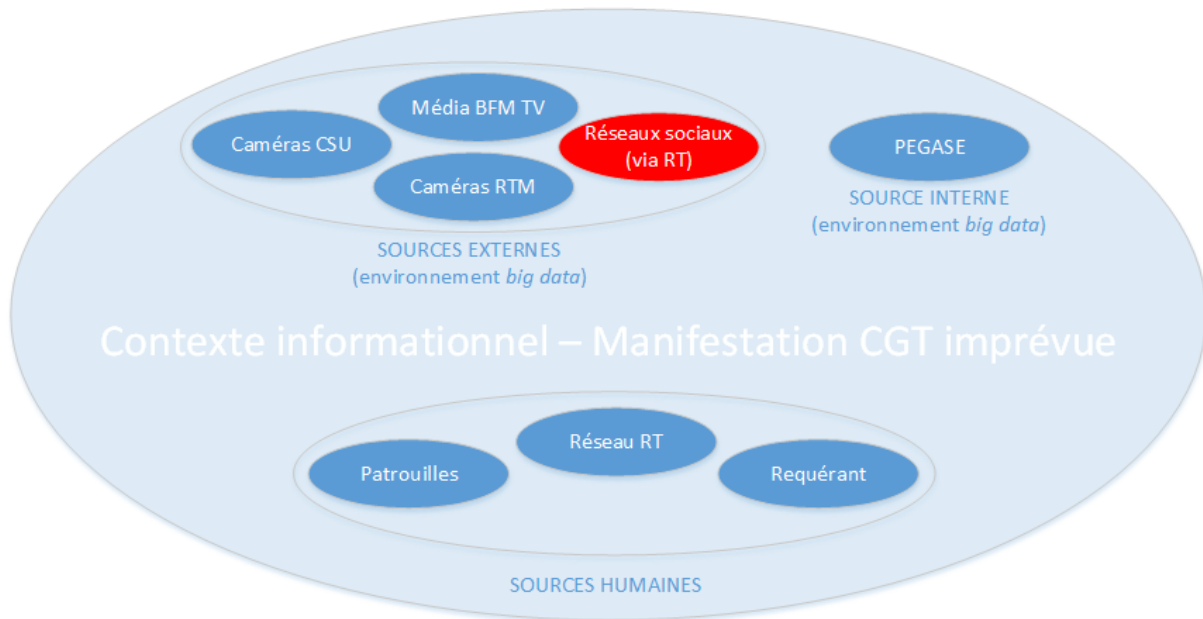 Média BFM TV
Caméras CSU
Réseaux sociaux
(via RT)
Caméras RTM
SOURCES EXTERNES
(environnement big data)
PEGASE
SOURCE INTERNE
(environnement big data)
Contexte informationnel – Manifestation CGT imprévue
Réseau RT
Patrouilles
Requérant
SOURCES HUMAINES